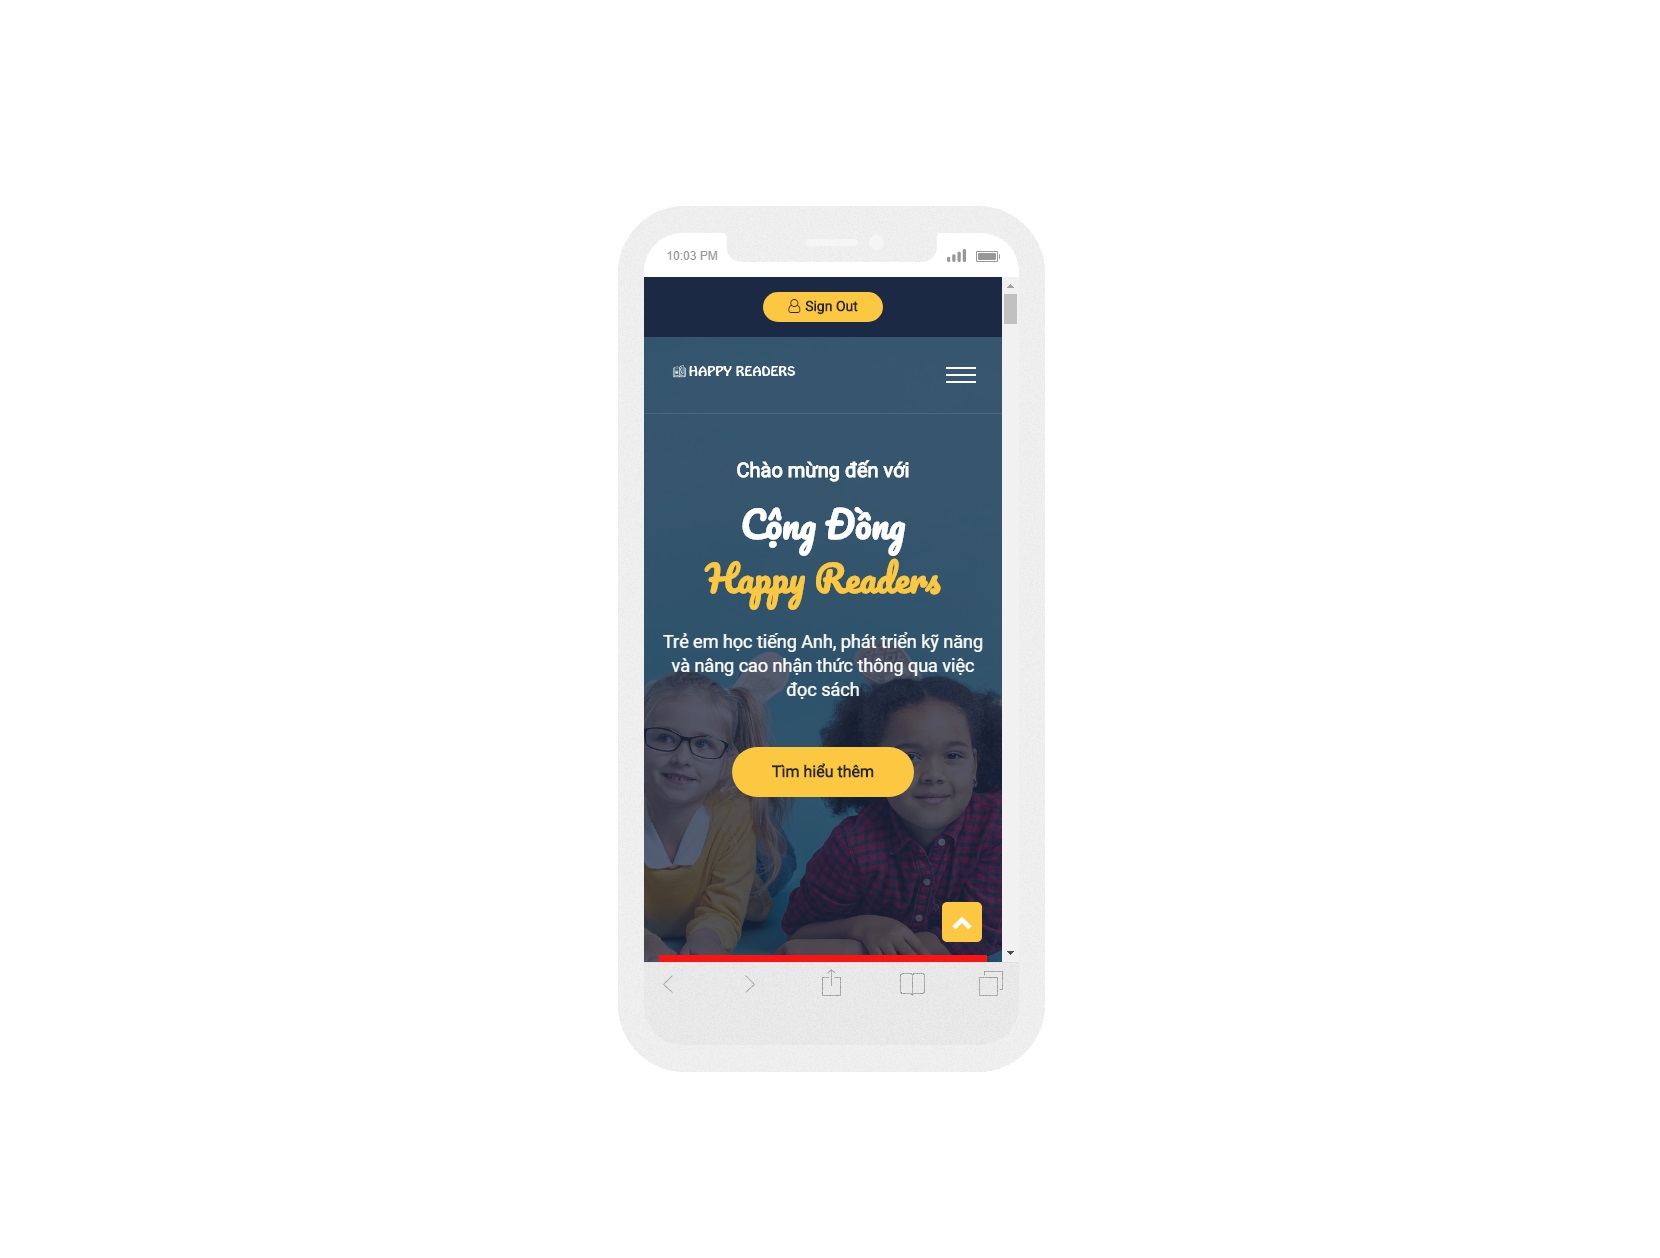 10:03 PM
Sign Out
HAPPY READERS
Chào mừng đến với
Cộng Đồng
Happy Readers
Trẻ em học tiếng Anh, phát triển kỹ năng
và nâng cao nhận thức thông qua việc
đọc sách
Tìm hiểu thêm